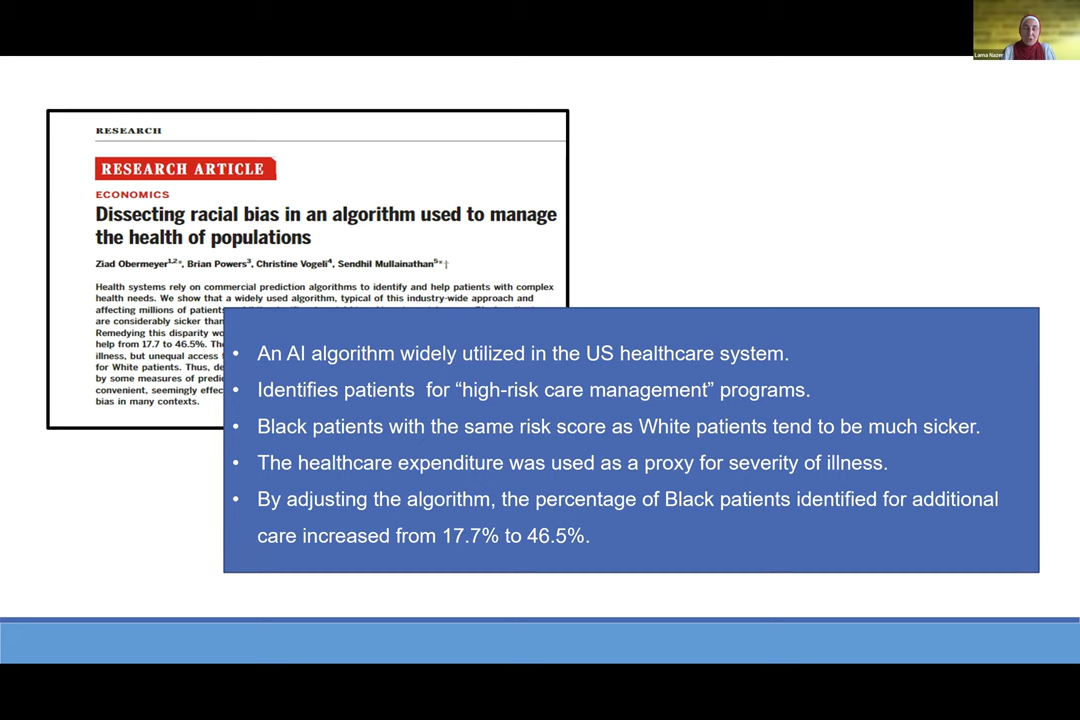 Lama Nazer
RESEARCH
RESEARCH ARTICLE
ECONOMICS
Dissecting racial bias in an algorithm used to manage
the health of populations
Ziad Obermeyer1,2*, Brian Powers3, Christine Vogeli4, Sendhil Mullainathan5*†
Health systems rely on commercial prediction algorithms to identify and help patients with complex
health needs. We show that a widely used algorithm, typical of this industry-wide approach and
affecting millions of patients
are considerably sicker than
Remedying this disparity wo
help from 17.7 to 46.5%. The
illness, but unequal access
for White patients. Thus, de
by some measures of predic
convenient, seemingly effec
bias in many contexts.
• An AI algorithm widely utilized in the US healthcare system.
• Identifies patients for “high-risk care management” programs.
• Black patients with the same risk score as White patients tend to be much sicker.
• The healthcare expenditure was used as a proxy for severity of illness.
• By adjusting the algorithm, the percentage of Black patients identified for additional
care increased from 17.7% to 46.5%.